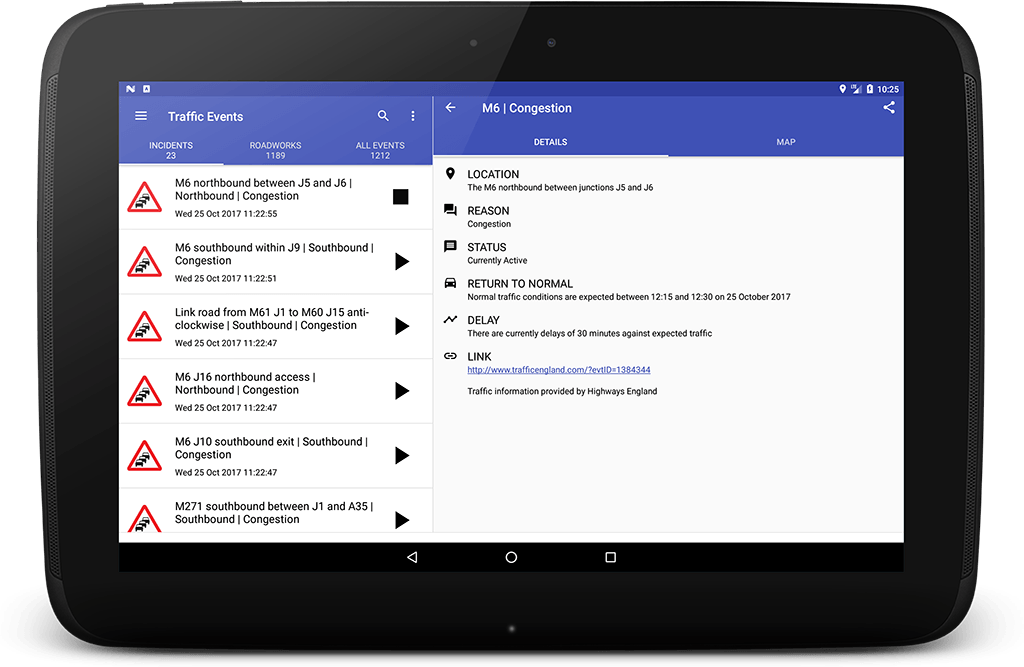 10:25
Traffic Events
INCIDENTS
23
ROADWORKS
1189
ALL EVENTS
1212
M6 northbound between J5 and J6 |
Northbound | Congestion
Wed 25 Oct 2017 11:22:55
M6 southbound within J9 | Southbound |
Congestion
Wed 25 Oct 2017 11:22:51
Link road from M61 J1 to M60 J15 anti-
clockwise | Southbound | Congestion
Wed 25 Oct 2017 11:22:47
M6 J16 northbound access |
Northbound | Congestion
Wed 25 Oct 2017 11:22:47
M6 J10 southbound exit | Southbound |
Congestion
Wed 25 Oct 2017 11:22:47
M271 southbound between J1 and A35 |
Southbound | Congestion
M6 | Congestion
DETAILS
MAP
LOCATION
The M6 northbound between junctions J5 and J6
REASON
Congestion
STATUS
Currently Active
RETURN TO NORMAL
Normal traffic conditions are expected between 12:15 and 12:30 on 25 October 2017
DELAY
There are currently delays of 30 minutes against expected traffic
LINK
http://www.trafficengland.com/?evtID=1384344
Traffic information provided by Highways England